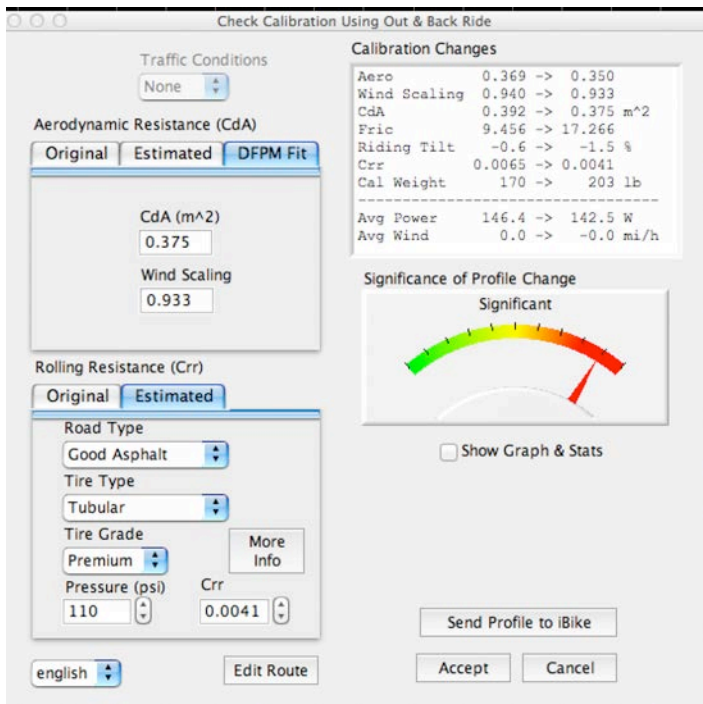 Check Calibration Using Out & Back Ride
Traffic Conditions
None
Aerodynamic Resistance (CdA)
Original Estimated DFPM Fit
CdA (m^2)
0.375
Wind Scaling
0.933
Rolling Resistance (Crr)
Original Estimated
Road Type
Good Asphalt
Tire Type
Tubular
Tire Grade
Premium
More
Info
Pressure (psi) Crr
110 0.0041
english
Edit Route
Calibration Changes
Aero 0.369 -> 0.350
Wind Scaling 0.940 -> 0.933
CdA 0.392 -> 0.375 m^2
Fric 9.456 -> 17.266
Riding Tilt -0.6 -> -1.5 %
Crr 0.0065 -> 0.0041
Cal Weight 170 -> 203 lb
----------------------------------------
Avg Power 146.4 -> 142.5 W
Avg Wind 0.0 -> -0.0 mi/h
Significance of Profile Change
Significant
Show Graph & Stats
Send Profile to iBike
Accept Cancel